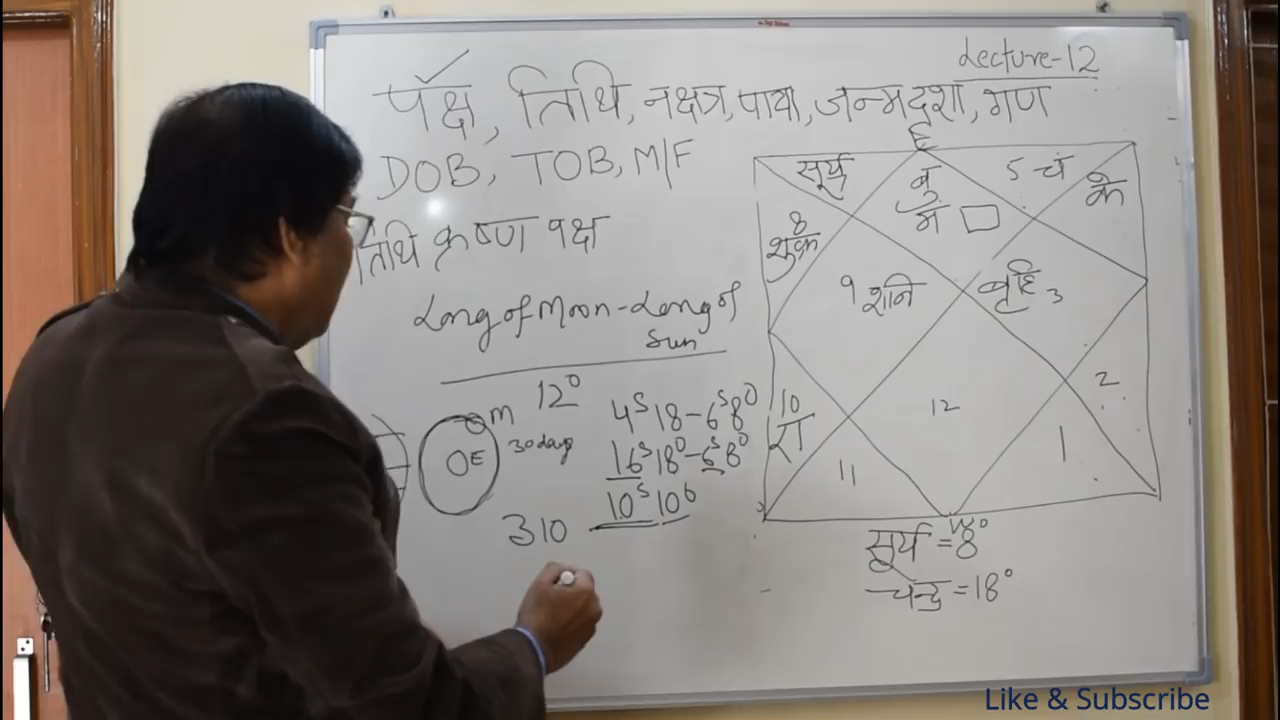 Lecture-12
पक्ष, तिथि, नक्षत्र, पाया, जन्मदशा, गण
DOB, TOB, M/F
तिथि कृष्ण पक्ष
Long of Moon - Long of
Sun
12°
M
E
30 days
4ˢ18 - 6ˢ8°
16ˢ18° - 6ˢ8°
10ˢ10°
310
सूर्य
६
बु
मं
5 चं
के
8
शुक्र
9 शनि
बृह 3
10
रा
12
2
11
1
सूर्य = 8°
चन्द्र = 18°
Like & Subscribe